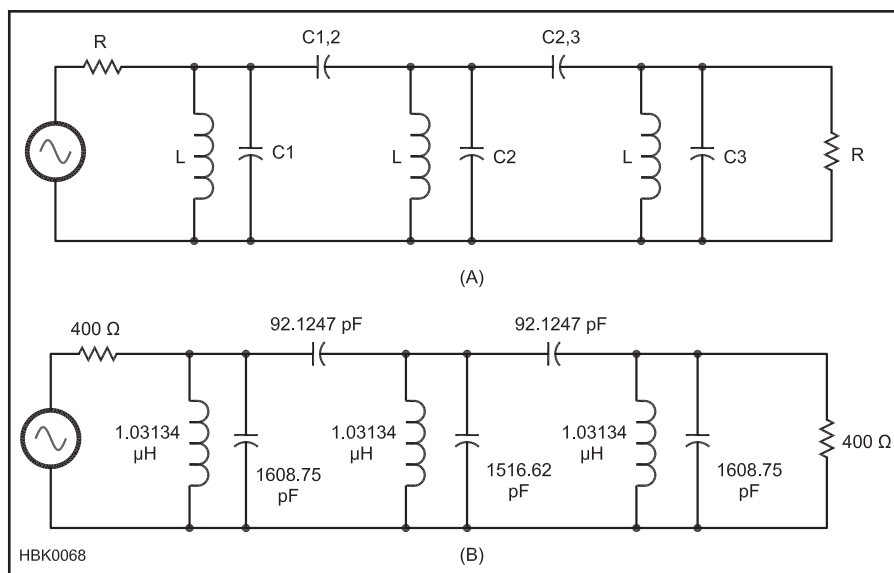 R
C1,2
C2,3
L
C1
L
C2
L
C3
R
(A)
400 Ω
92.1247 pF
92.1247 pF
1.03134
µH
1608.75
pF
1.03134
µH
1516.62
pF
1.03134
µH
1608.75
pF
400 Ω
HBK0068
(B)